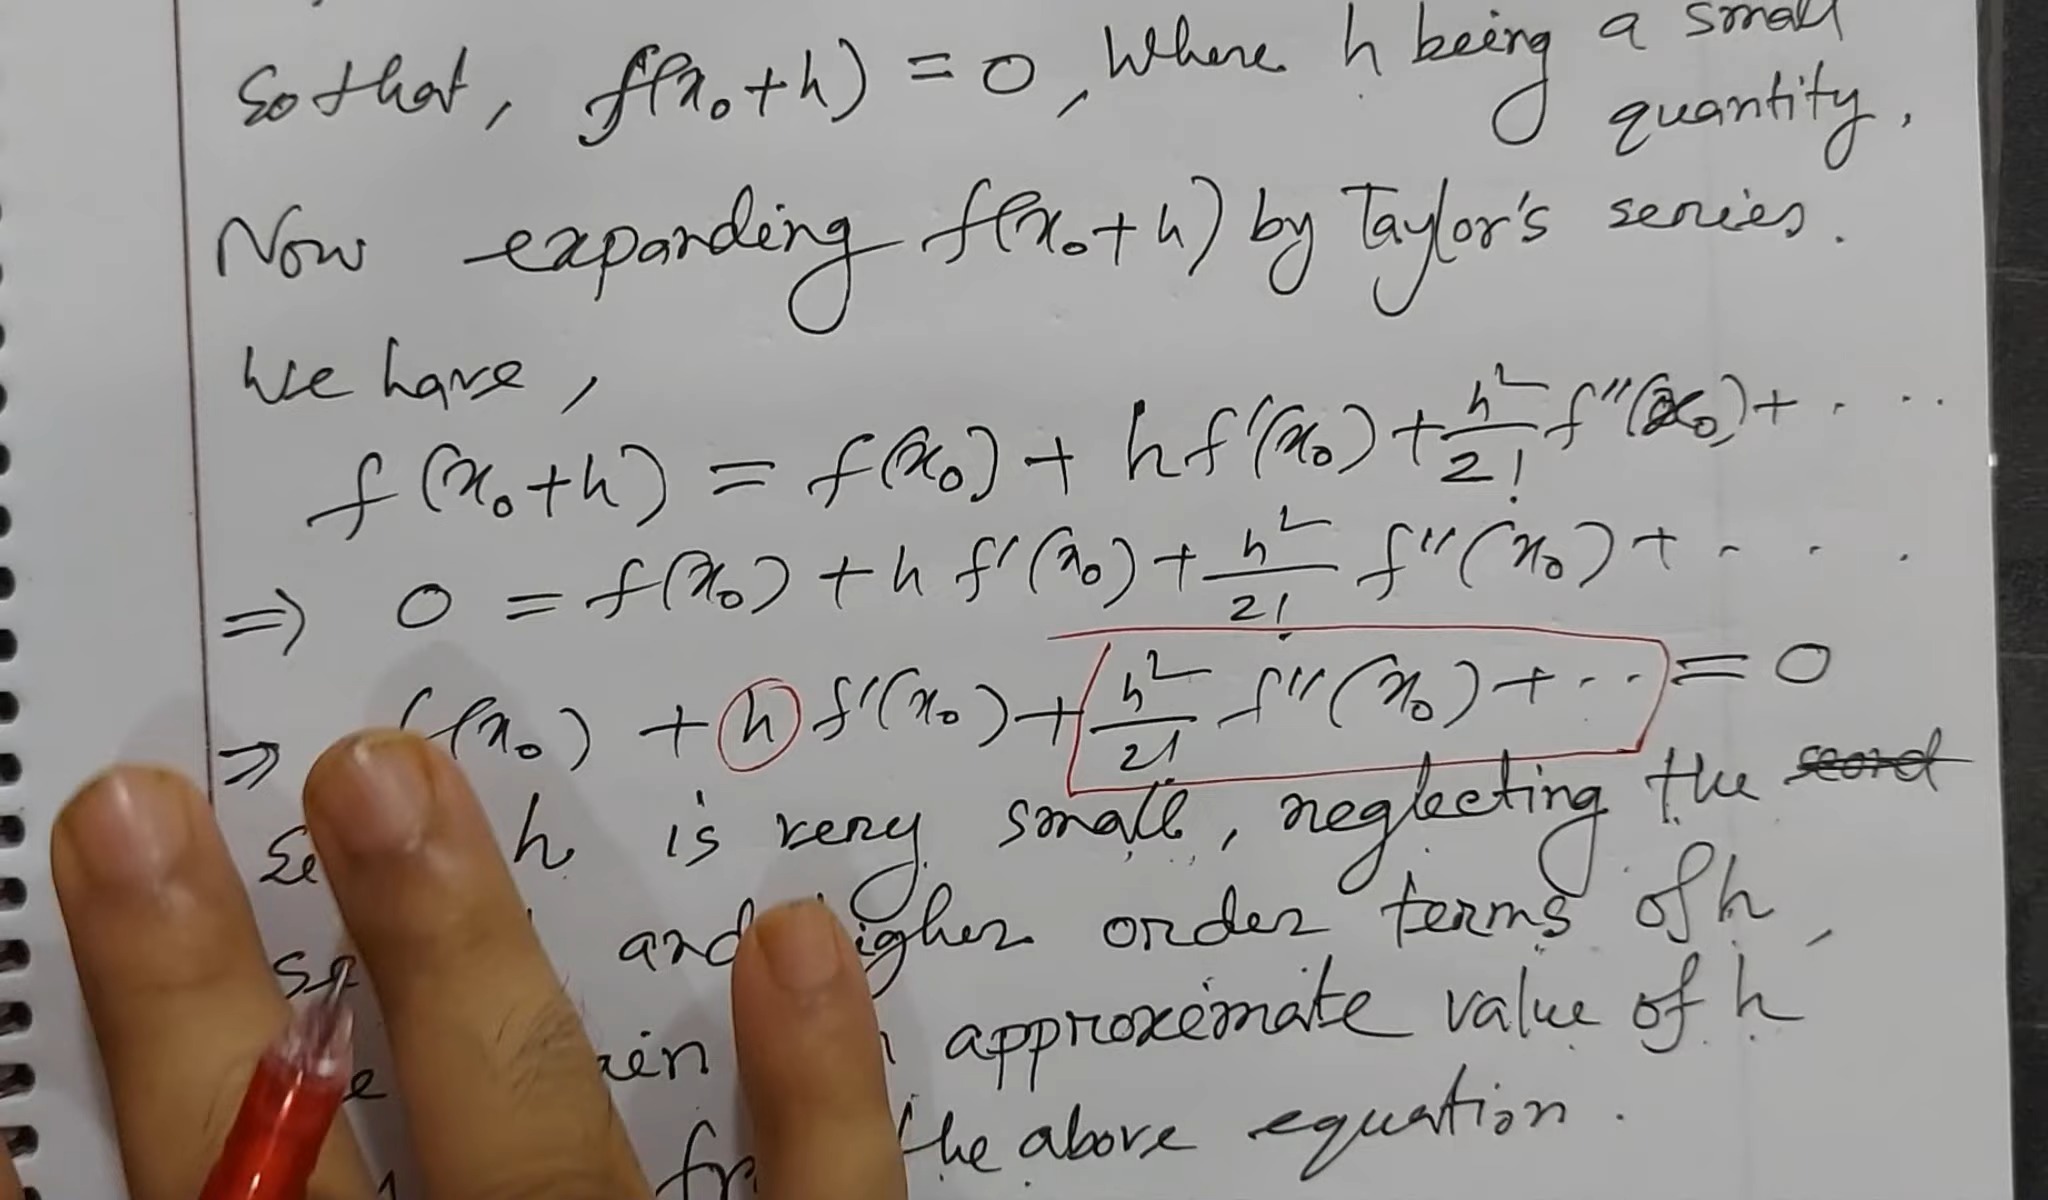 So that, f(x₀+h) = 0, where h being a small
quantity.
Now expanding f(x₀+h) by Taylor's series.
We have,
f(x₀+h) = f(x₀) + hf'(x₀) + h²/2! f''(x₀) + . . . .
⇒ 0 = f(x₀) + h f'(x₀) + h²/2! f''(x₀) + . . .
⇒ f(x₀) + h f'(x₀) + h²/2! f''(x₀) + ... = 0
h is very small, neglecting the
and higher order terms of h,
approximate value of h
the above equation.